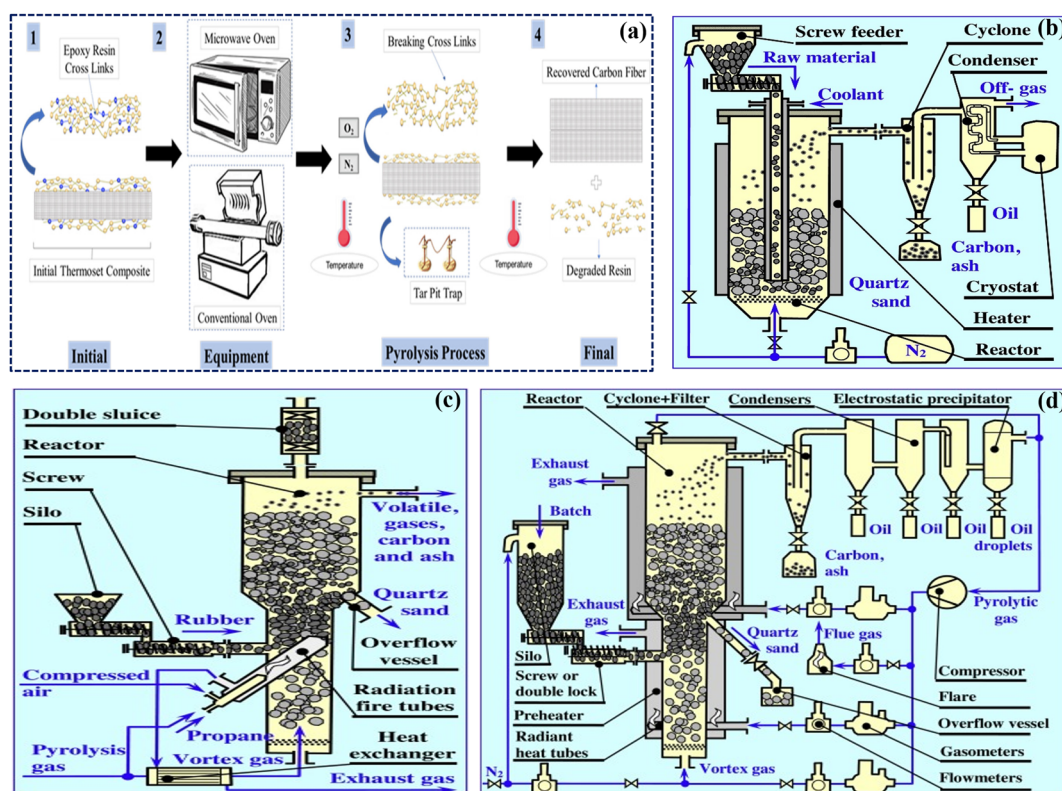 1
2
3
4
(a)
Epoxy Resin
Cross Links
Initial Thermoset Composite
Initial
Microwave Oven
Conventional Oven
Equipment
Breaking Cross Links
O2
N2
Temperature
Tar Pit Trap
Pyrolysis Process
Temperature
Recovered Carbon Fiber
Degraded Resin
Final
(b)
Screw feeder
Raw material
Coolant
Cyclone
Condenser
Off- gas
Oil
Carbon,
ash
Quartz
sand
Cryostat
Heater
Reactor
N2
(c)
Double sluice
Reactor
Screw
Silo
Volatile,
gases,
carbon
and ash
Quartz
sand
Rubber
Overflow
vessel
Compressed
air
Radiation
fire tubes
Propane
Pyrolysis
gas
Heat
exchanger
Vortex gas
Exhaust gas
(d)
Reactor
Cyclone+Filter
Condensers
Electrostatic precipitator
Exhaust
gas
Batch
Oil
Oil
Oil
Oil
droplets
Carbon,
ash
Exhaust
gas
Pyrolytic
gas
Flue gas
Quartz
sand
Silo
Screw or
double lock
Preheater
Radiant
heat tubes
Compressor
Flare
Overflow vessel
Gasometers
Flowmeters
N2
Vortex gas